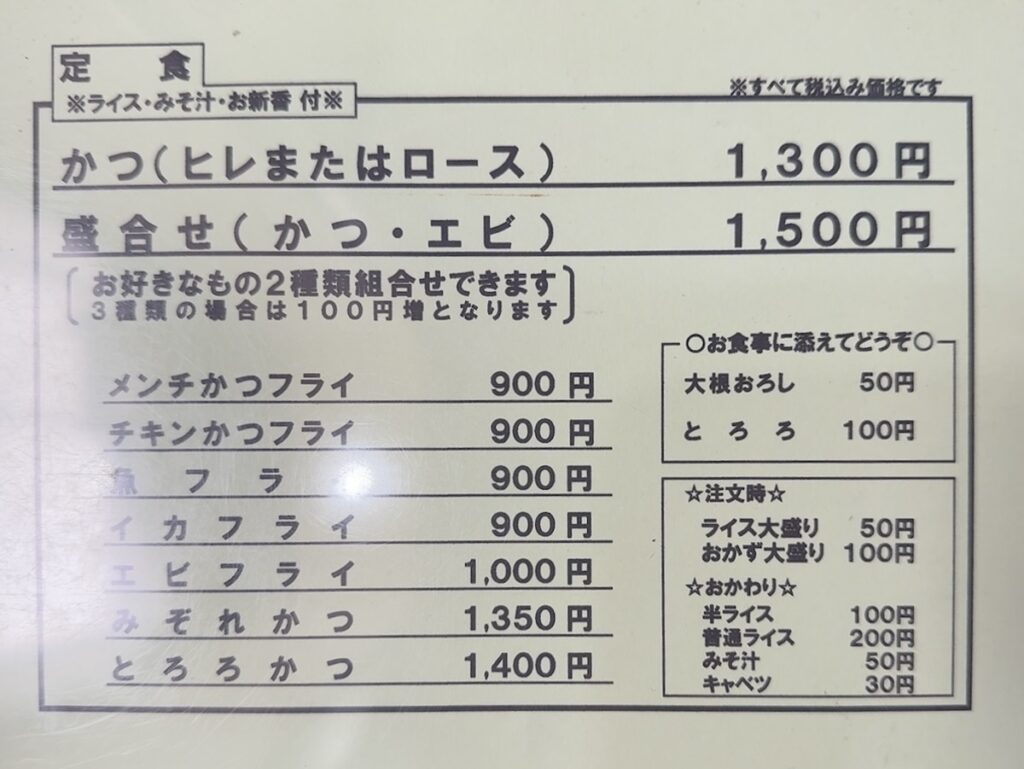 定食
※ライス・みそ汁・お新香 付※
※すべて税込み価格です
かつ(ヒレまたはロース) 1,300円
盛合せ(かつ・エビ) 1,500円
お好きなもの2種類組合せできます
3種類の場合は100円増となります
メンチかつフライ 900円
チキンかつフライ 900円
魚フライ 900円
イカフライ 900円
エビフライ 1,000円
みぞれかつ 1,350円
とろろかつ 1,400円
○お食事に添えてどうぞ○
大根おろし 50円
とろろ 100円
☆注文時☆
ライス大盛り 50円
おかず大盛り 100円
☆おかわり☆
半ライス 100円
普通ライス 200円
みそ汁 50円
キャベツ 30円